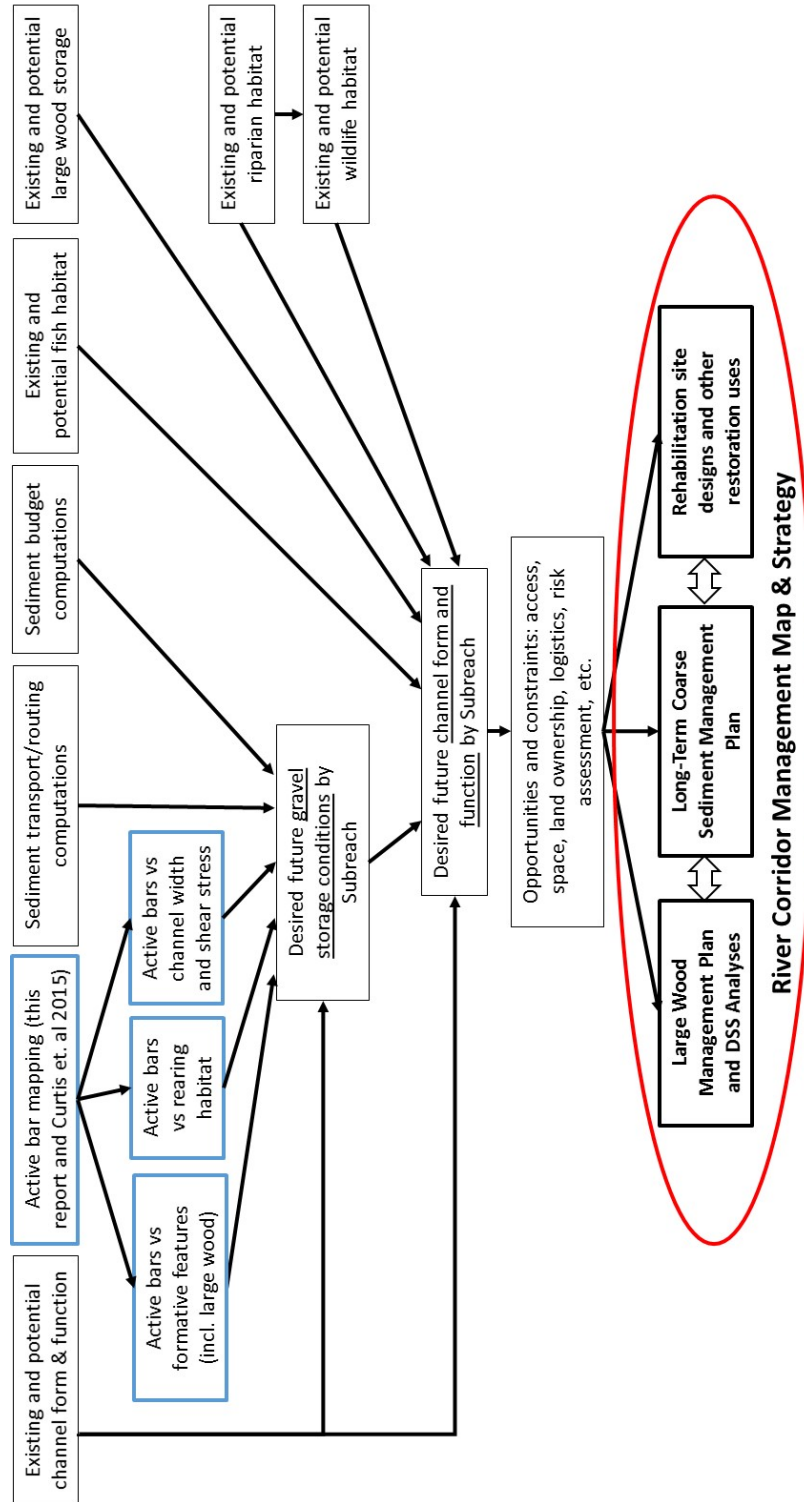 Existing and potential
channel form & function
Active bar mapping (this
report and Curtis et. al 2015)
Sediment transport/routing
computations
Sediment budget
computations
Existing and
potential fish habitat
Existing and potential
large wood storage
Active bars vs
formative features
(incl. large wood)
Active bars
vs rearing
habitat
Active bars vs
channel width
and shear stress
Existing and potential
riparian habitat
Existing and potential
wildlife habitat
Desired future gravel
storage conditions by
Subreach
Desired future channel form and
function by Subreach
Opportunities and constraints: access,
space, land ownership, logistics, risk
assessment, etc.
Large Wood
Management Plan
and DSS Analyses
Long-Term Coarse
Sediment Management
Plan
Rehabilitation site
designs and other
restoration uses
River Corridor Management Map & Strategy